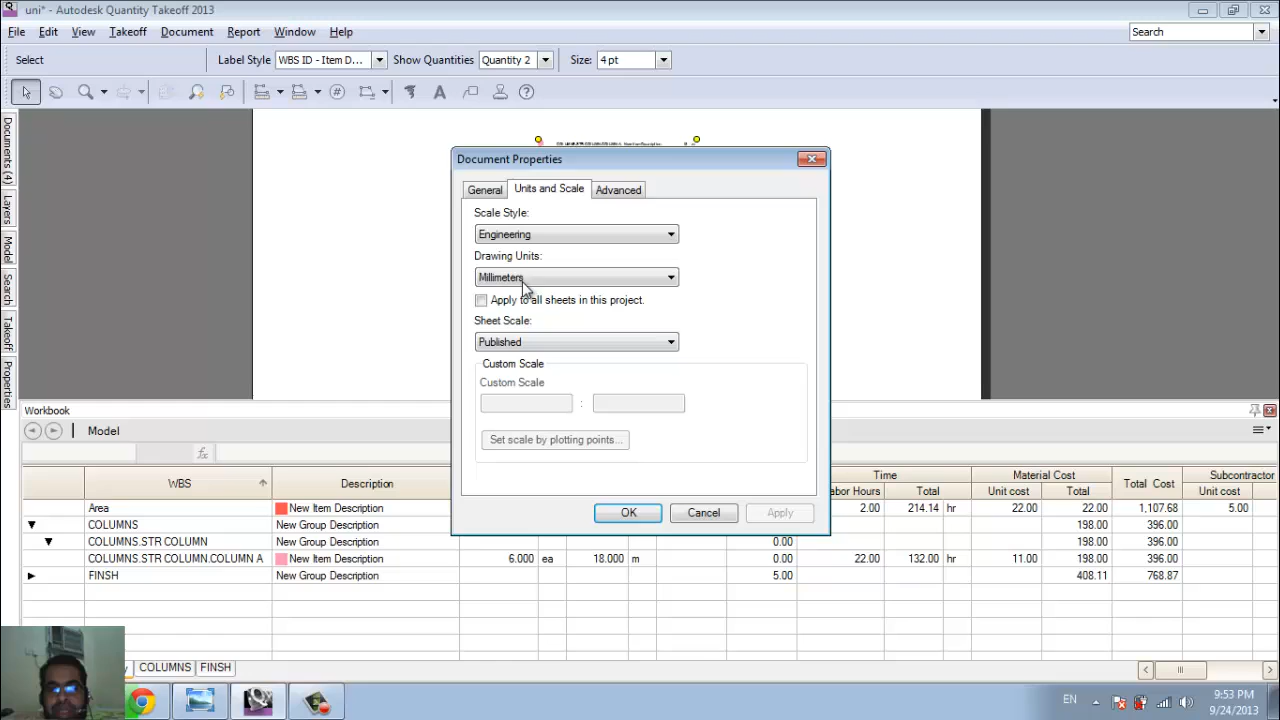 uni* - Autodesk Quantity Takeoff 2013
File Edit View Takeoff Document Report Window Help Search
Select Label Style WBS ID - Item D... Show Quantities Quantity 2 Size: 4 pt
Documents (4)
Layers
Model
Search
Takeoff
Properties
Document Properties
General Units and Scale Advanced
Scale Style:
Engineering
Drawing Units:
Millimeters
Apply to all sheets in this project.
Sheet Scale:
Published
Custom Scale
Custom Scale
:
Set scale by plotting points...
OK Cancel Apply
Workbook
Model
fx
Time Material Cost Total Cost Subcontractor
WBS Description abor Hours Total Unit cost Total Unit cost
Area New Item Description 2.00 214.14 hr 22.00 22.00 1,107.68 5.00
COLUMNS New Group Description 198.00 396.00
COLUMNS.STR COLUMN New Group Description 0.00 198.00 396.00
COLUMNS.STR COLUMN.COLUMN A New Item Description 6.000 ea 18.000 m 0.00 22.00 132.00 hr 11.00 198.00 396.00
FINSH New Group Description 5.00 408.11 768.87
COLUMNS FINSH
EN 9:53 PM
9/24/2013